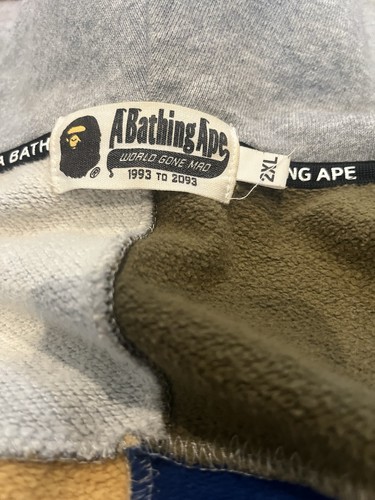 A BATH
ABathingApe
WORLD GONE MAD
1993 TO 2093
®
2XL
NG APE